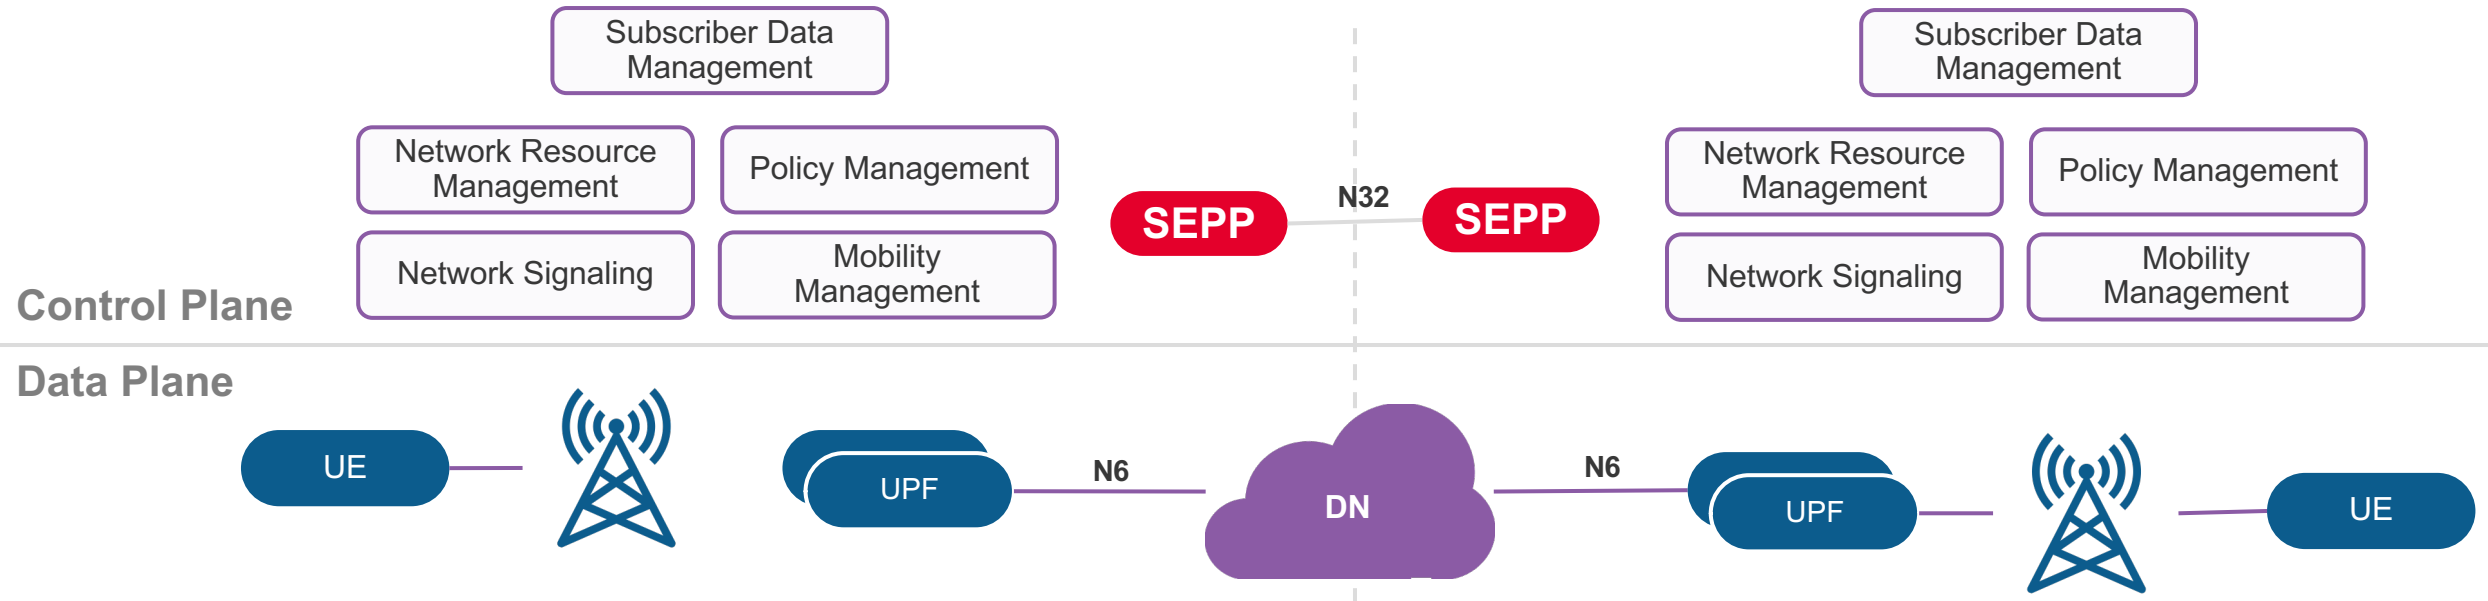 Subscriber Data
Management
Network Resource
Management
Policy Management
Network Signaling
Mobility
Management
SEPP
N32
SEPP
Subscriber Data
Management
Network Resource
Management
Policy Management
Network Signaling
Mobility
Management
Control Plane
Data Plane
UE
UPF
N6
DN
N6
UPF
UE